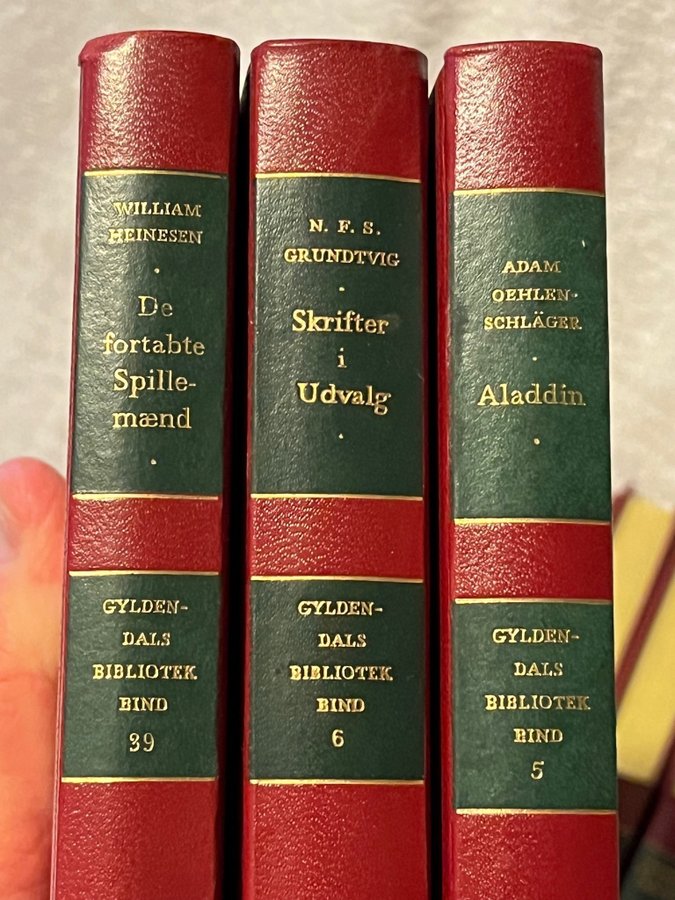 WILLIAM
HEINESEN
De
fortabte
Spille-
mænd
GYLDEN-
DALS
BIBLIOTEK
BIND
39
N. F. S.
GRUNDTVIG
Skrifter
i
Udvalg
GYLDEN-
DALS
BIBLIOTEK
BIND
6
ADAM
OEHLEN-
SCHLÄGER
Aladdin
GYLDEN-
DALS
BIBLIOTEK
BIND
5